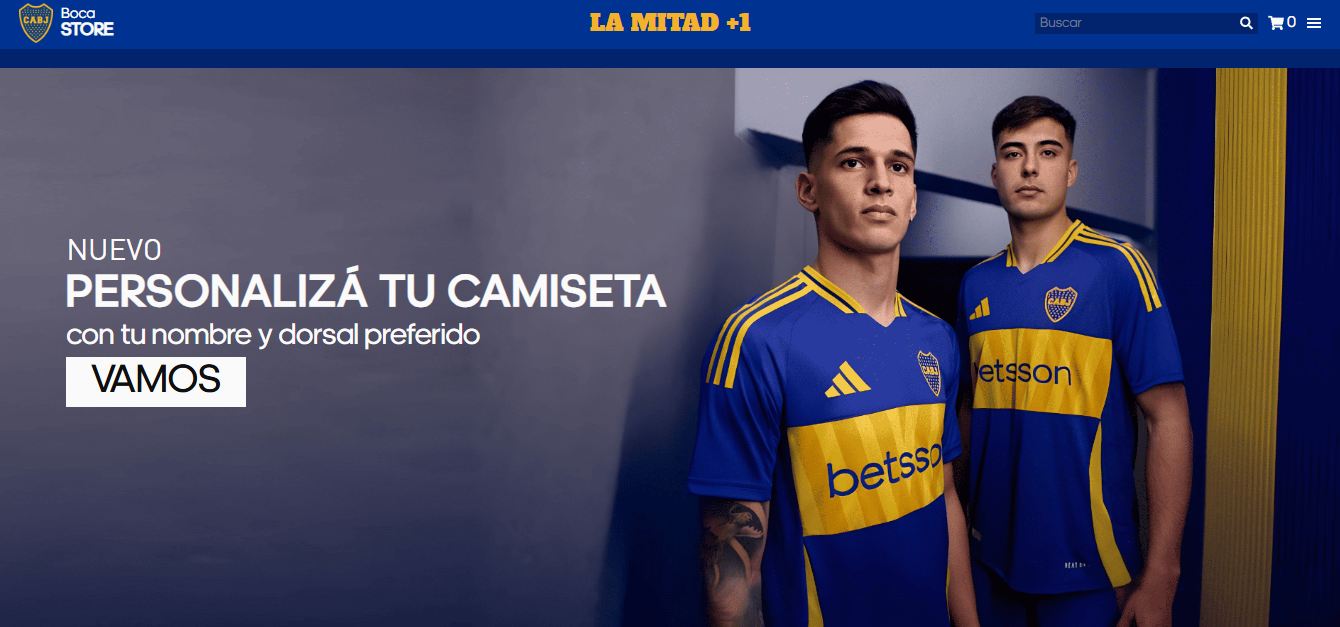 CABJ
Boca
STORE
LA MITAD +1
Buscar
0
NUEVO
PERSONALIZÁ TU CAMISETA
con tu nombre y dorsal preferido
VAMOS
CABJ
betsson
CABJ
betsso